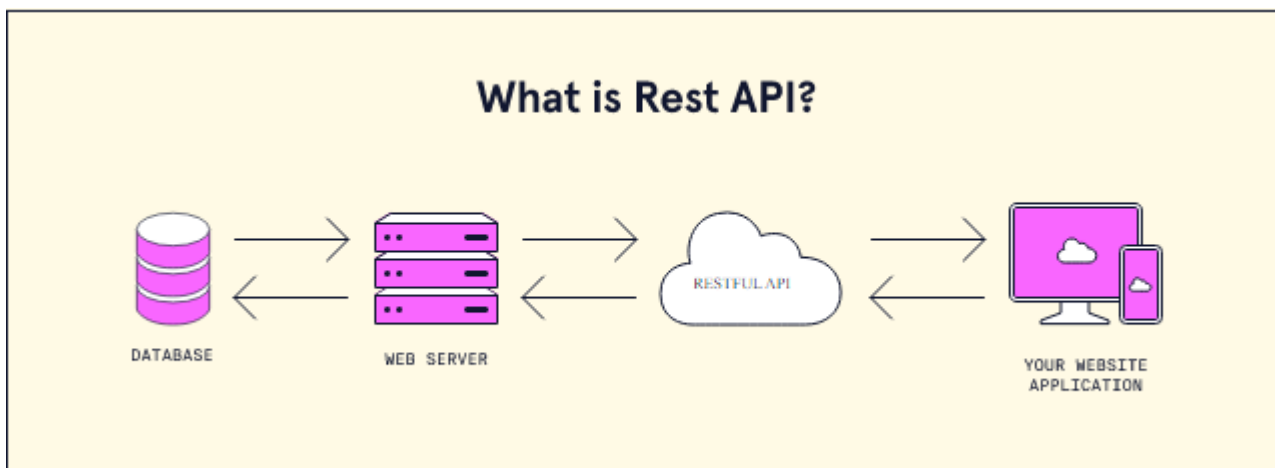 What is Rest API?
RESTFUL API
DATABASE
WEB SERVER
YOUR WEBSITE
APPLICATION